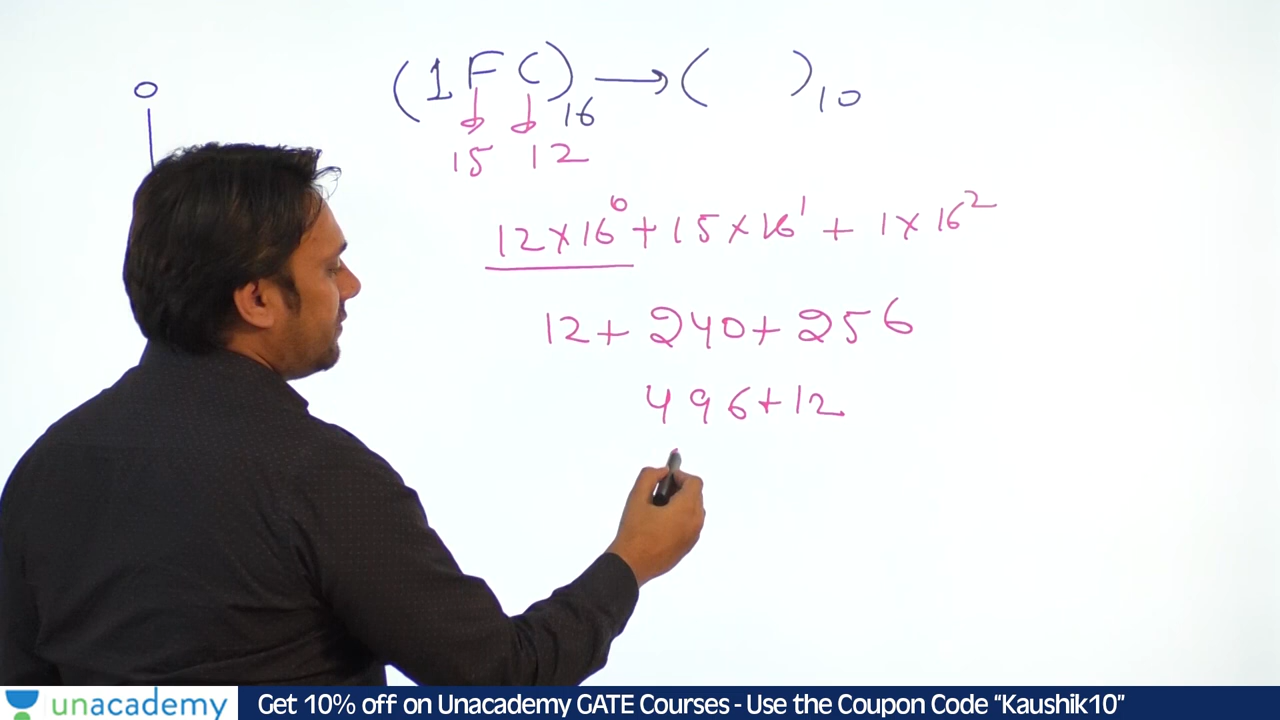 (1FC)₁₆ → (    )₁₀
15 12
12×16⁰+15×16¹+1×16²
12+240+256
496+12
unacademy
Get 10% off on Unacademy GATE Courses - Use the Coupon Code “Kaushik10”